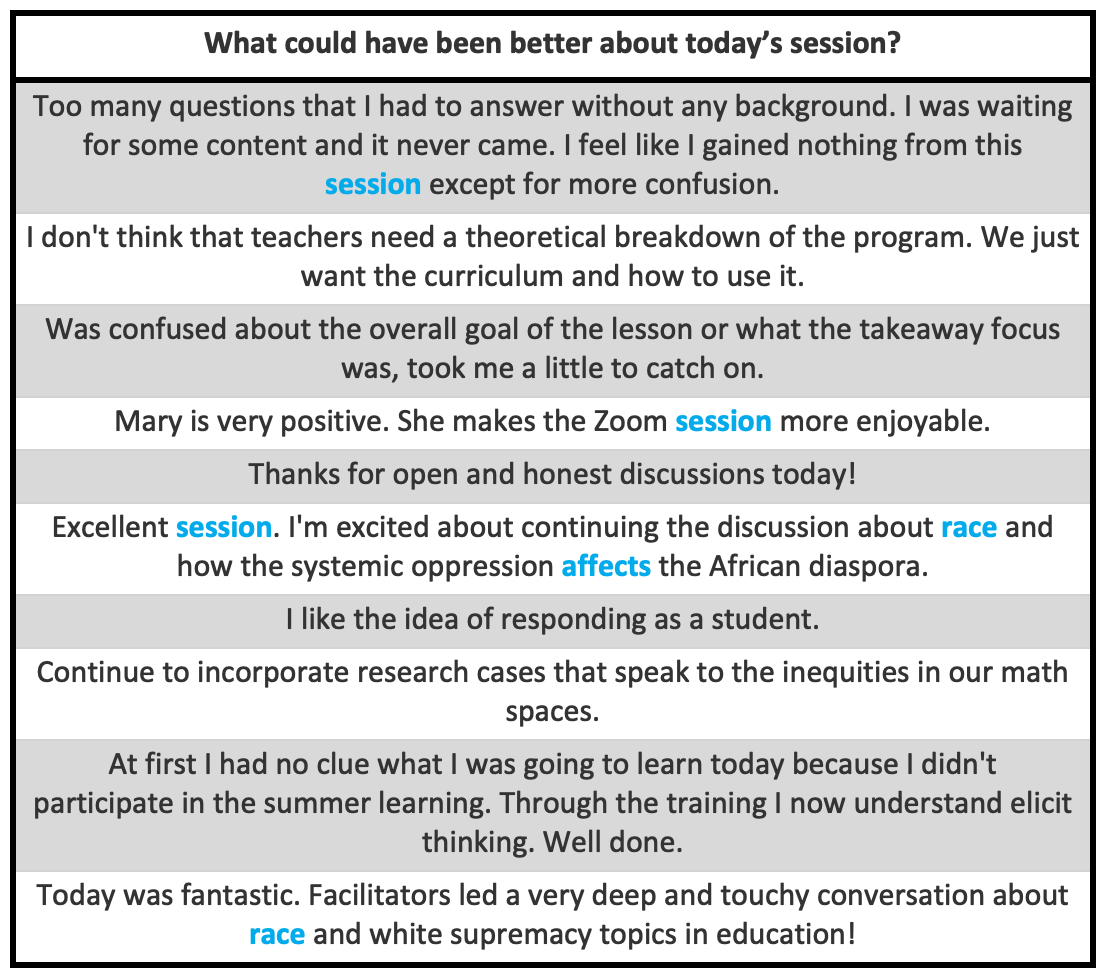 What could have been better about today’s session?
Too many questions that I had to answer without any background. I was waiting
for some content and it never came. I feel like I gained nothing from this
session except for more confusion.
I don't think that teachers need a theoretical breakdown of the program. We just
want the curriculum and how to use it.
Was confused about the overall goal of the lesson or what the takeaway focus
was, took me a little to catch on.
Mary is very positive. She makes the Zoom session more enjoyable.
Thanks for open and honest discussions today!
Excellent session. I'm excited about continuing the discussion about race and
how the systemic oppression affects the African diaspora.
I like the idea of responding as a student.
Continue to incorporate research cases that speak to the inequities in our math
spaces.
At first I had no clue what I was going to learn today because I didn't
participate in the summer learning. Through the training I now understand elicit
thinking. Well done.
Today was fantastic. Facilitators led a very deep and touchy conversation about
race and white supremacy topics in education!